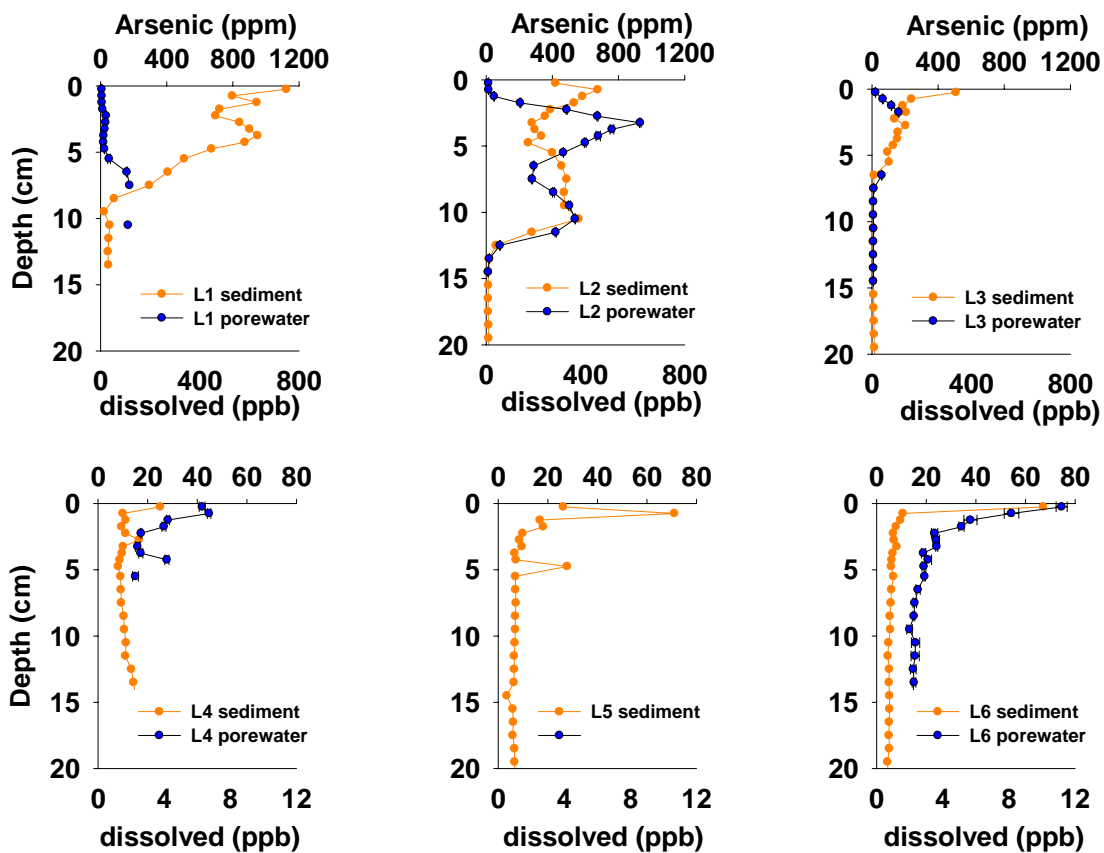 Arsenic (ppm)
0 400 800 1200
0
5
10
15
20
Depth (cm)
L1 sediment
L1 porewater
0 400 800
dissolved (ppb)
Arsenic (ppm)
0 400 800 1200
0
5
10
15
20
L2 sediment
L2 porewater
0 400 800
dissolved (ppb)
Arsenic (ppm)
0 400 800 1200
0
5
10
15
20
L3 sediment
L3 porewater
0 400 800
dissolved (ppb)
0 20 40 60 80
0
5
10
15
20
Depth (cm)
L4 sediment
L4 porewater
0 4 8 12
dissolved (ppb)
0 20 40 60 80
0
5
10
15
20
L5 sediment
0 4 8 12
dissolved (ppb)
0 20 40 60 80
0
5
10
15
20
L6 sediment
L6 porewater
0 4 8 12
dissolved (ppb)